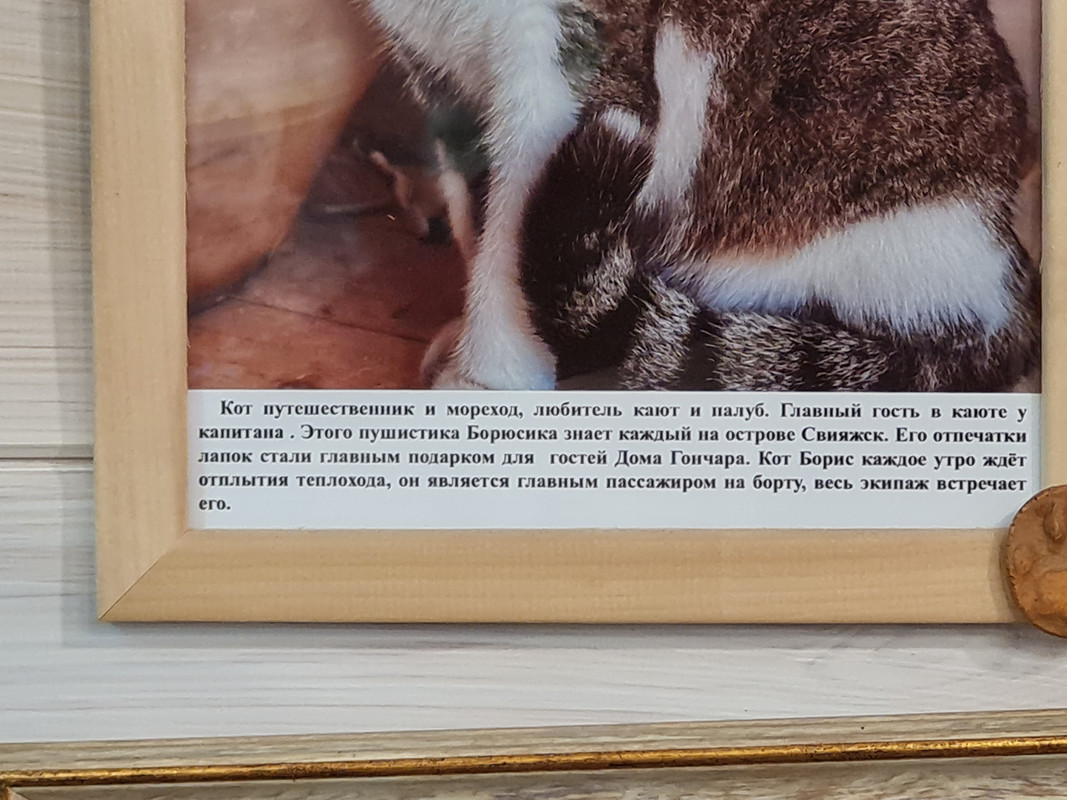 Кот путешественник и мореход, любитель кают и палуб. Главный гость в каюте у
капитана . Этого пушистика Борюсика знает каждый на острове Свияжск. Его отпечатки
лапок стали главным подарком для гостей Дома Гончара. Кот Борис каждое утро ждёт
отплытия теплохода, он является главным пассажиром на борту, весь экипаж встречает
его.